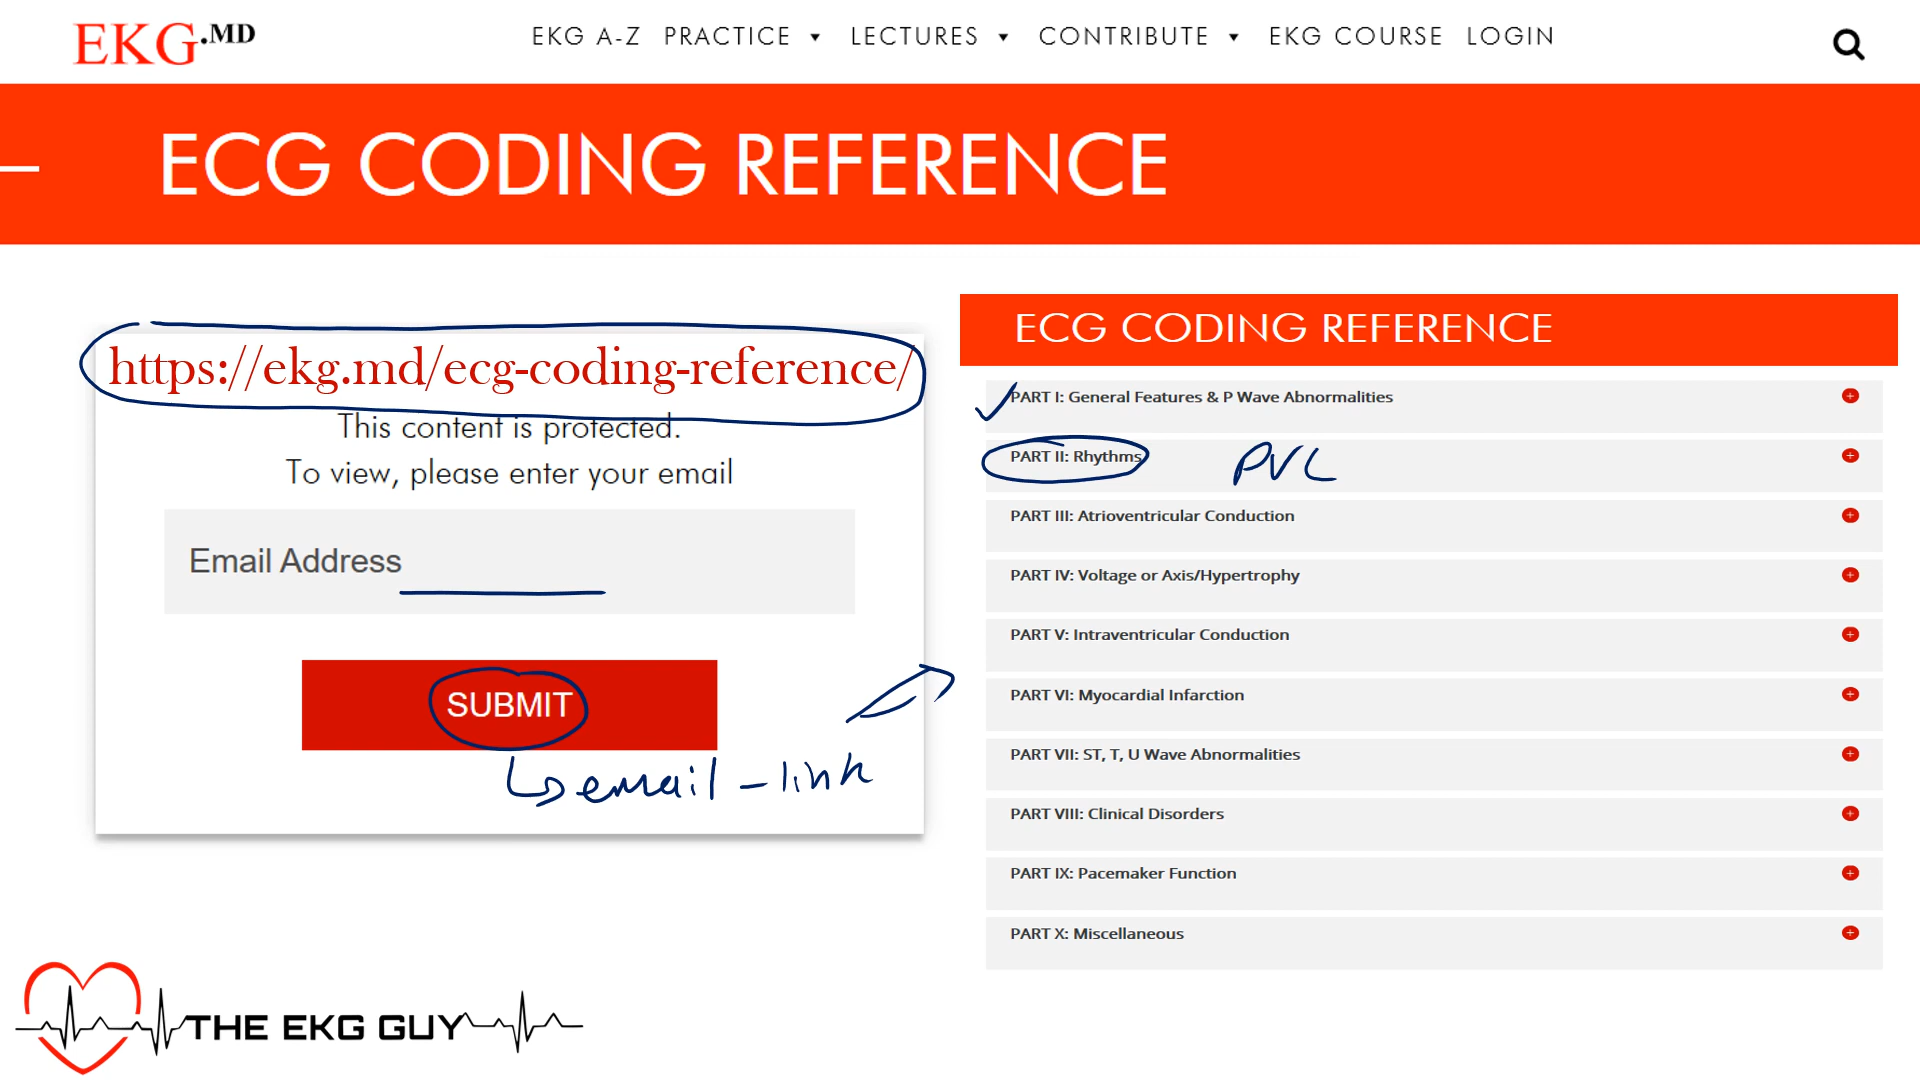 EKG.MD
EKG A-Z PRACTICE LECTURES CONTRIBUTE EKG COURSE LOGIN
ECG CODING REFERENCE
https://ekg.md/ecg-coding-reference/
This content is protected.
To view, please enter your email
Email Address
SUBMIT
email - link
ECG CODING REFERENCE
PART I: General Features & P Wave Abnormalities
PART II: Rhythms PVC
PART III: Atrioventricular Conduction
PART IV: Voltage or Axis/Hypertrophy
PART V: Intraventricular Conduction
PART VI: Myocardial Infarction
PART VII: ST, T, U Wave Abnormalities
PART VIII: Clinical Disorders
PART IX: Pacemaker Function
PART X: Miscellaneous
THE EKG GUY